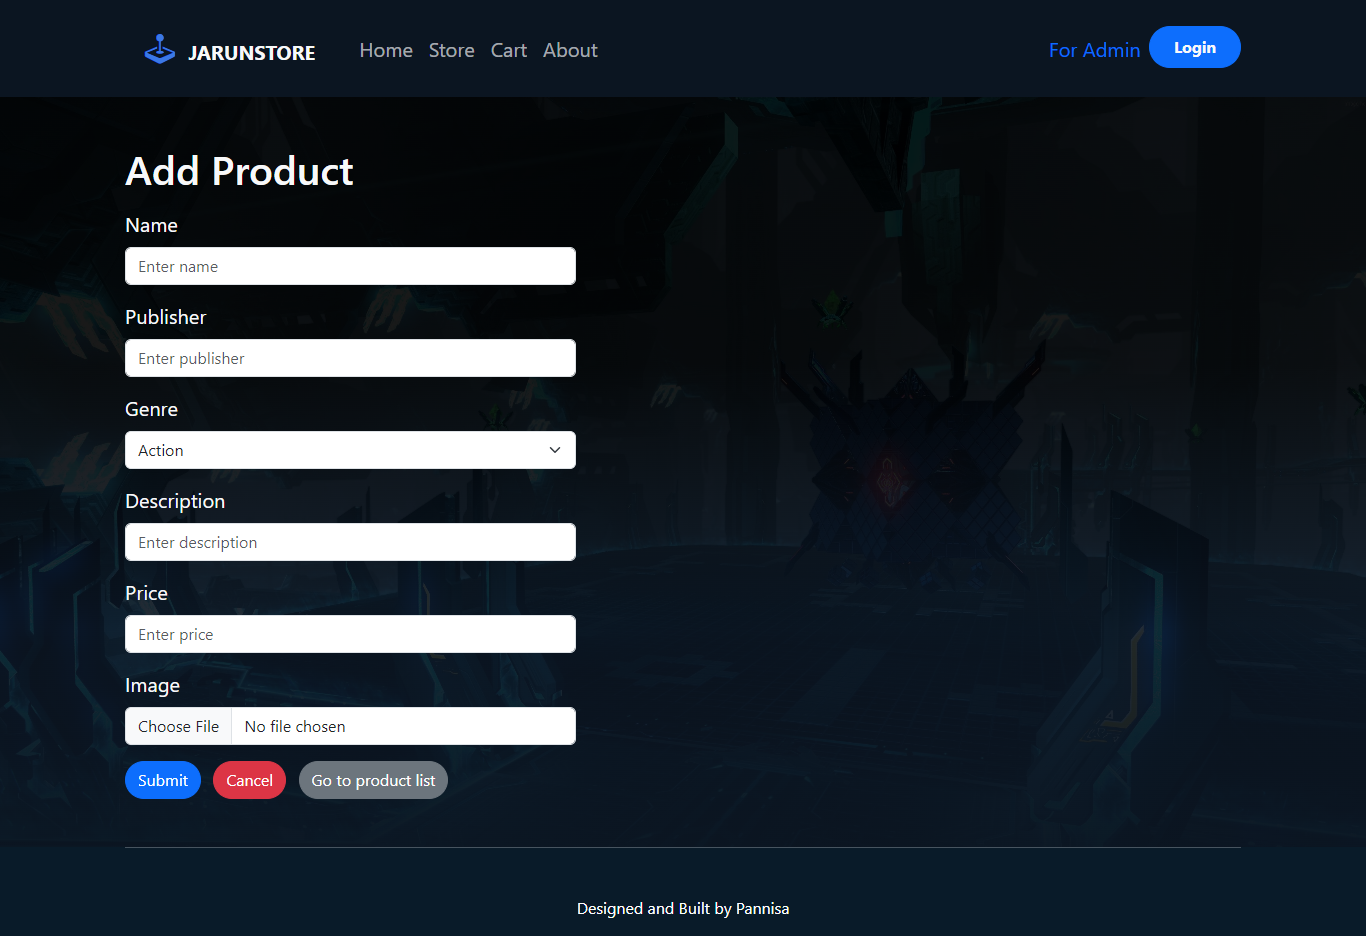 JARUNSTORE Home Store Cart About For Admin Login
Add Product
Name
Enter name
Publisher
Enter publisher
Genre
Action
Description
Enter description
Price
Enter price
Image
Choose File No file chosen
Submit Cancel Go to product list
Designed and Built by Pannisa